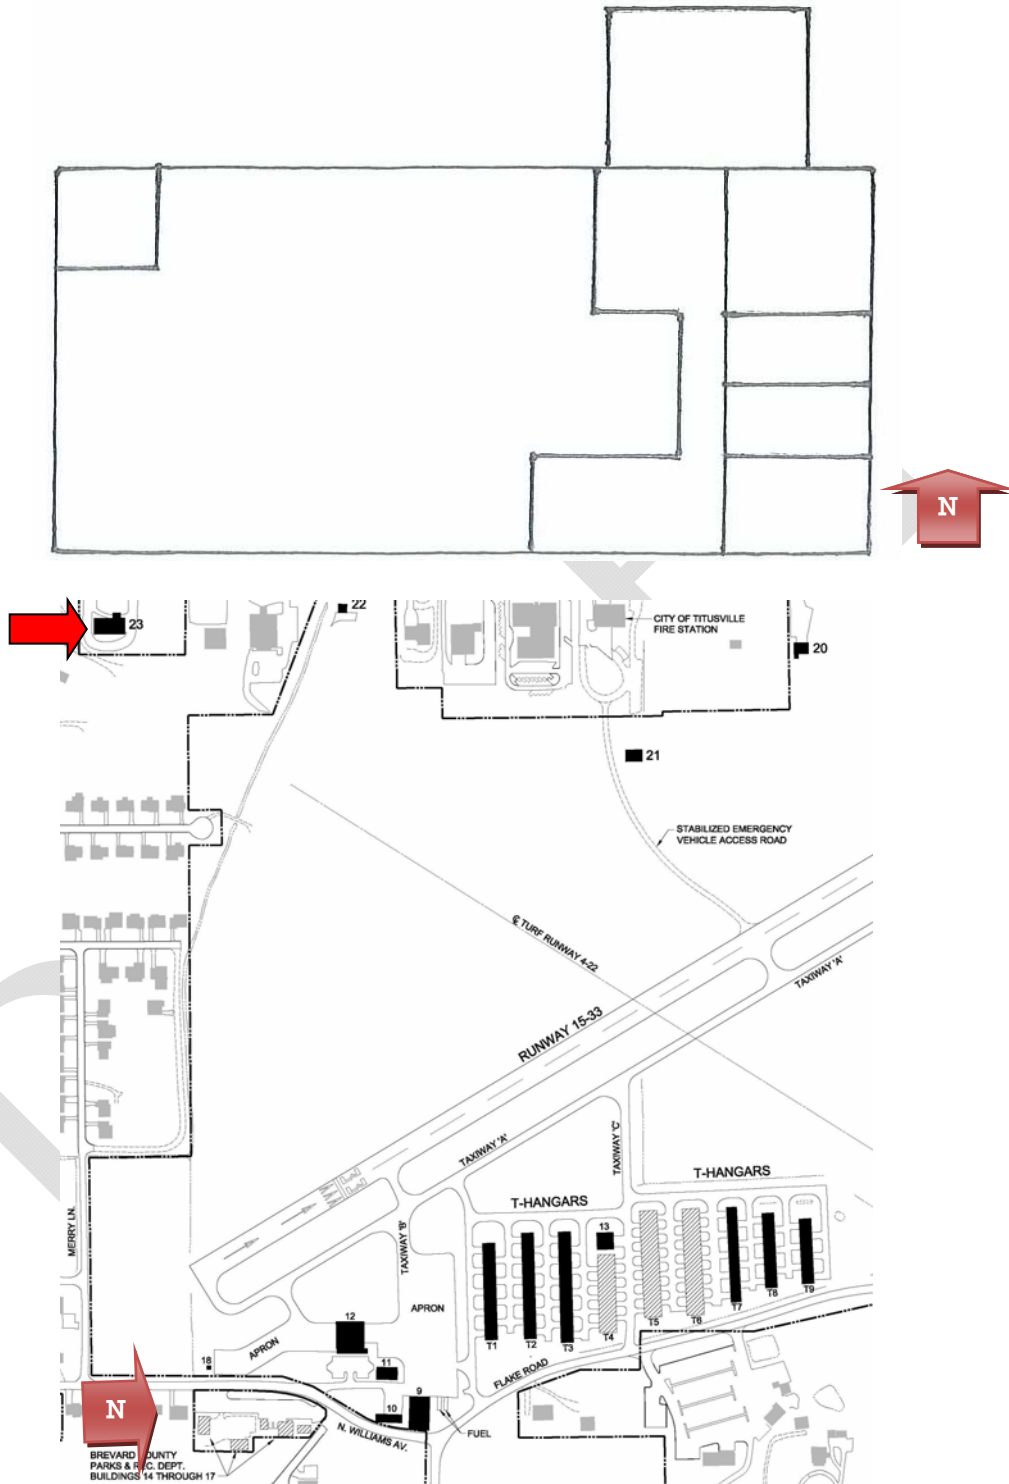 N
22
23
CITY OF TITUSVILLE
FIRE STATION
20
21
STABILIZED EMERGENCY
VEHICLE ACCESS ROAD
℄ TURF RUNWAY 4-22
TAXIWAY 'A'
RUNWAY 15-33
TAXIWAY 'A'
TAXIWAY 'C'
T-HANGARS
T-HANGARS
MERRY LN.
TAXIWAY 'B'
13
APRON
12
T1
T2
T3
T4
T5
T6
T7
T8
T9
APRON
18
11
FLAKE ROAD
9
10
N
N. WILLIAMS AV.
FUEL
BREVARD COUNTY
PARKS & REC. DEPT.
BUILDINGS 14 THROUGH 17